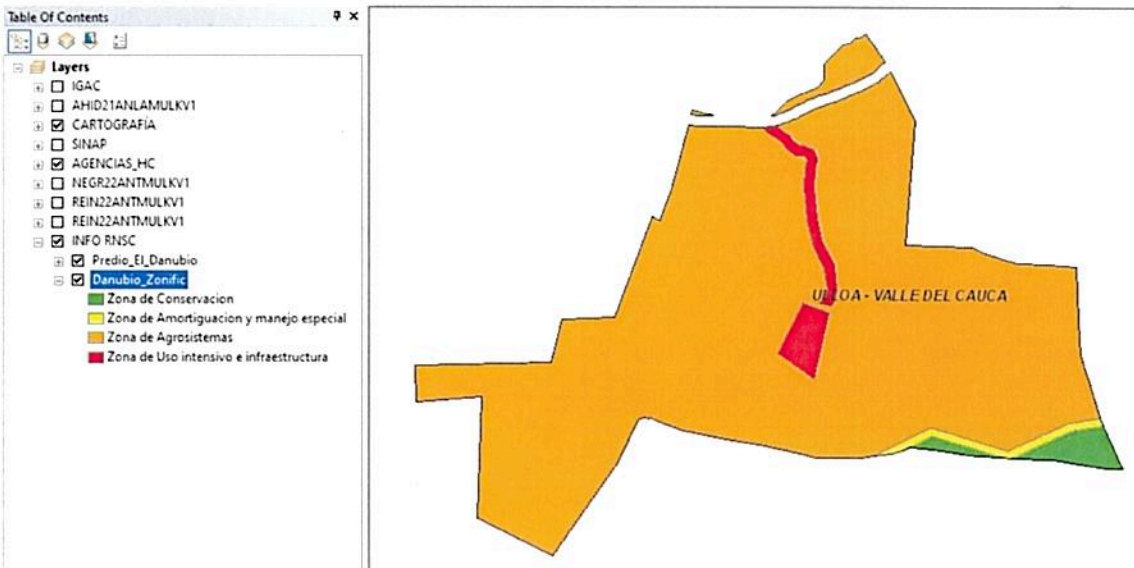 Table Of Contents
Layers
IGAC
AHID21ANLAMULKV1
CARTOGRAFÍA
SINAP
AGENCIAS_HC
NEGR22ANTMULKV1
REIN22ANTMULKV1
REIN22ANTMULKV1
INFO RNSC
Predio_El_Danubio
Danubio_Zonific
Zona de Conservacion
Zona de Amortiguacion y manejo especial
Zona de Agrosistemas
Zona de Uso intensivo e infraestructura
ULLOA - VALLE DEL CAUCA